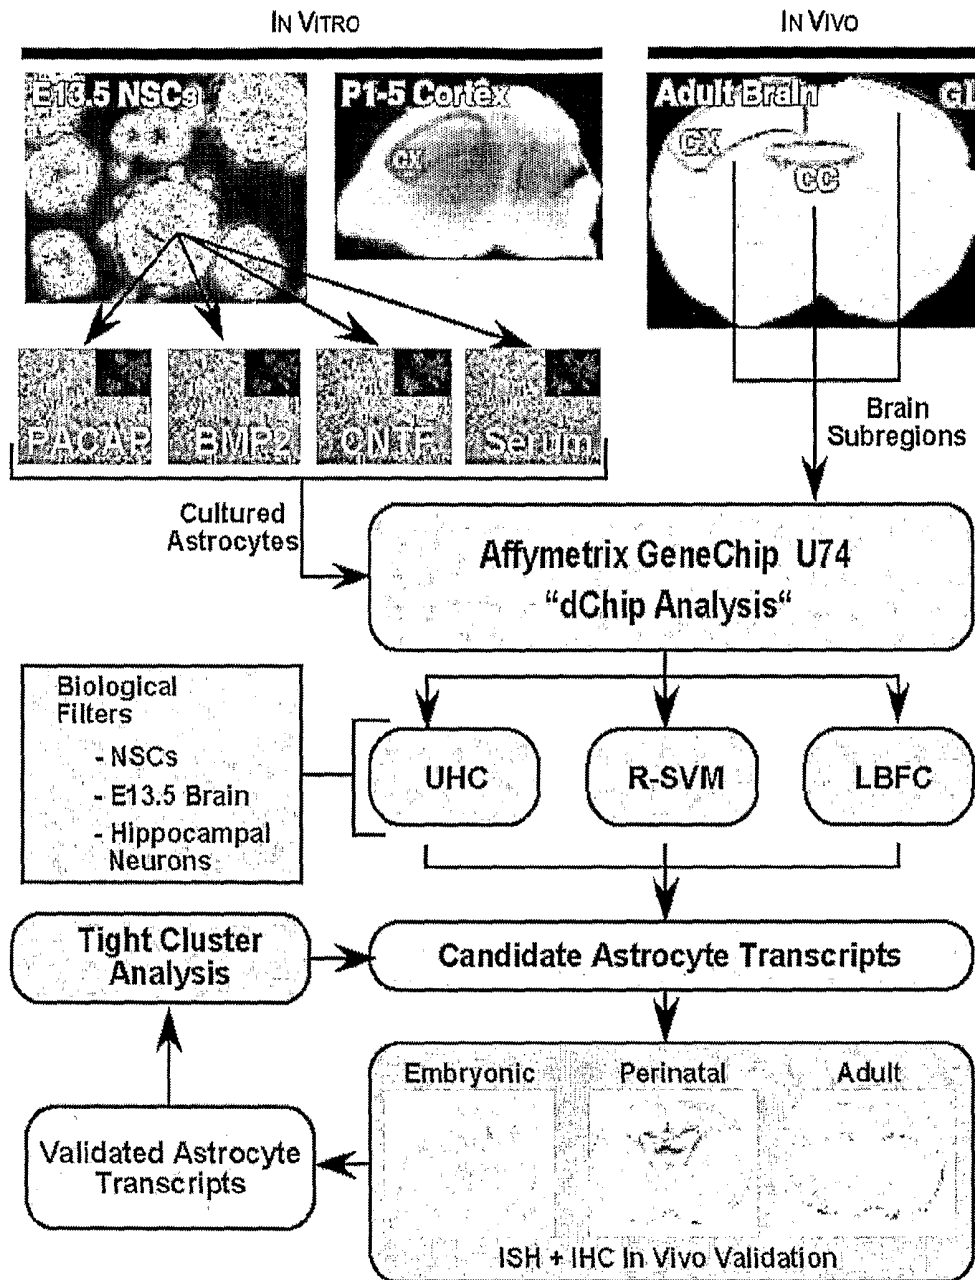 IN VITRO
IN VIVO
E13.5 NSCs
P1-5 Cortex
CX
Adult Brain
GL
CX
CC
PACAP
BMP2
CNTF
Serum
Brain
Subregions
Cultured
Astrocytes
Affymetrix GeneChip U74
“dChip Analysis“
Biological
Filters
- NSCs
- E13.5 Brain
- Hippocampal
Neurons
UHC
R-SVM
LBFC
Tight Cluster
Analysis
Candidate Astrocyte Transcripts
Embryonic
Perinatal
Adult
Validated Astrocyte
Transcripts
ISH + IHC In Vivo Validation